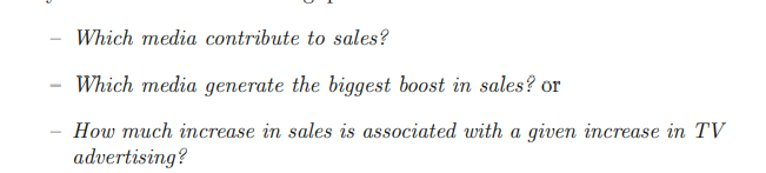 – Which media contribute to sales?
– Which media generate the biggest boost in sales? or
– How much increase in sales is associated with a given increase in TV
advertising?